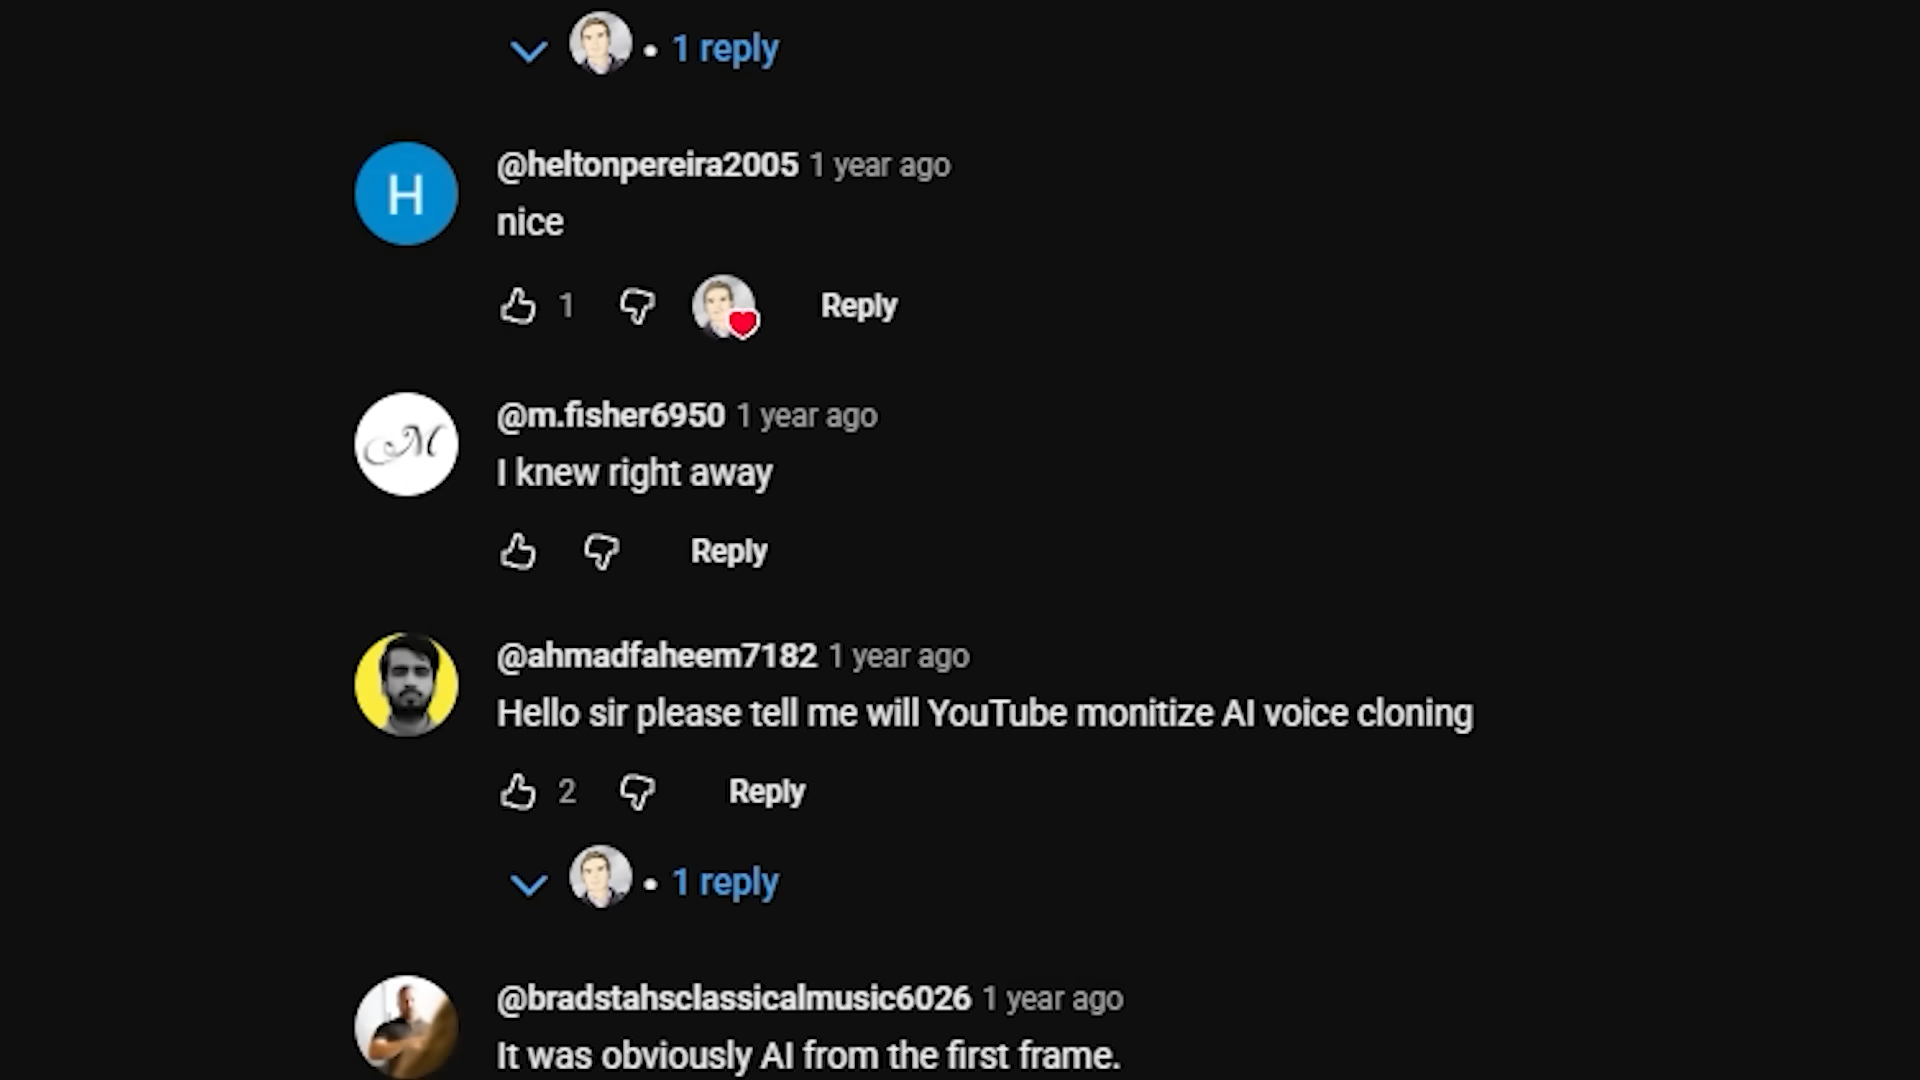 • 1 reply
H
@heltonpereira2005 1 year ago
nice
1 Reply
M
@m.fisher6950 1 year ago
I knew right away
Reply
@ahmadfaheem7182 1 year ago
Hello sir please tell me will YouTube monitize AI voice cloning
2 Reply
• 1 reply
@bradstahsclassicalmusic6026 1 year ago
It was obviously AI from the first frame.